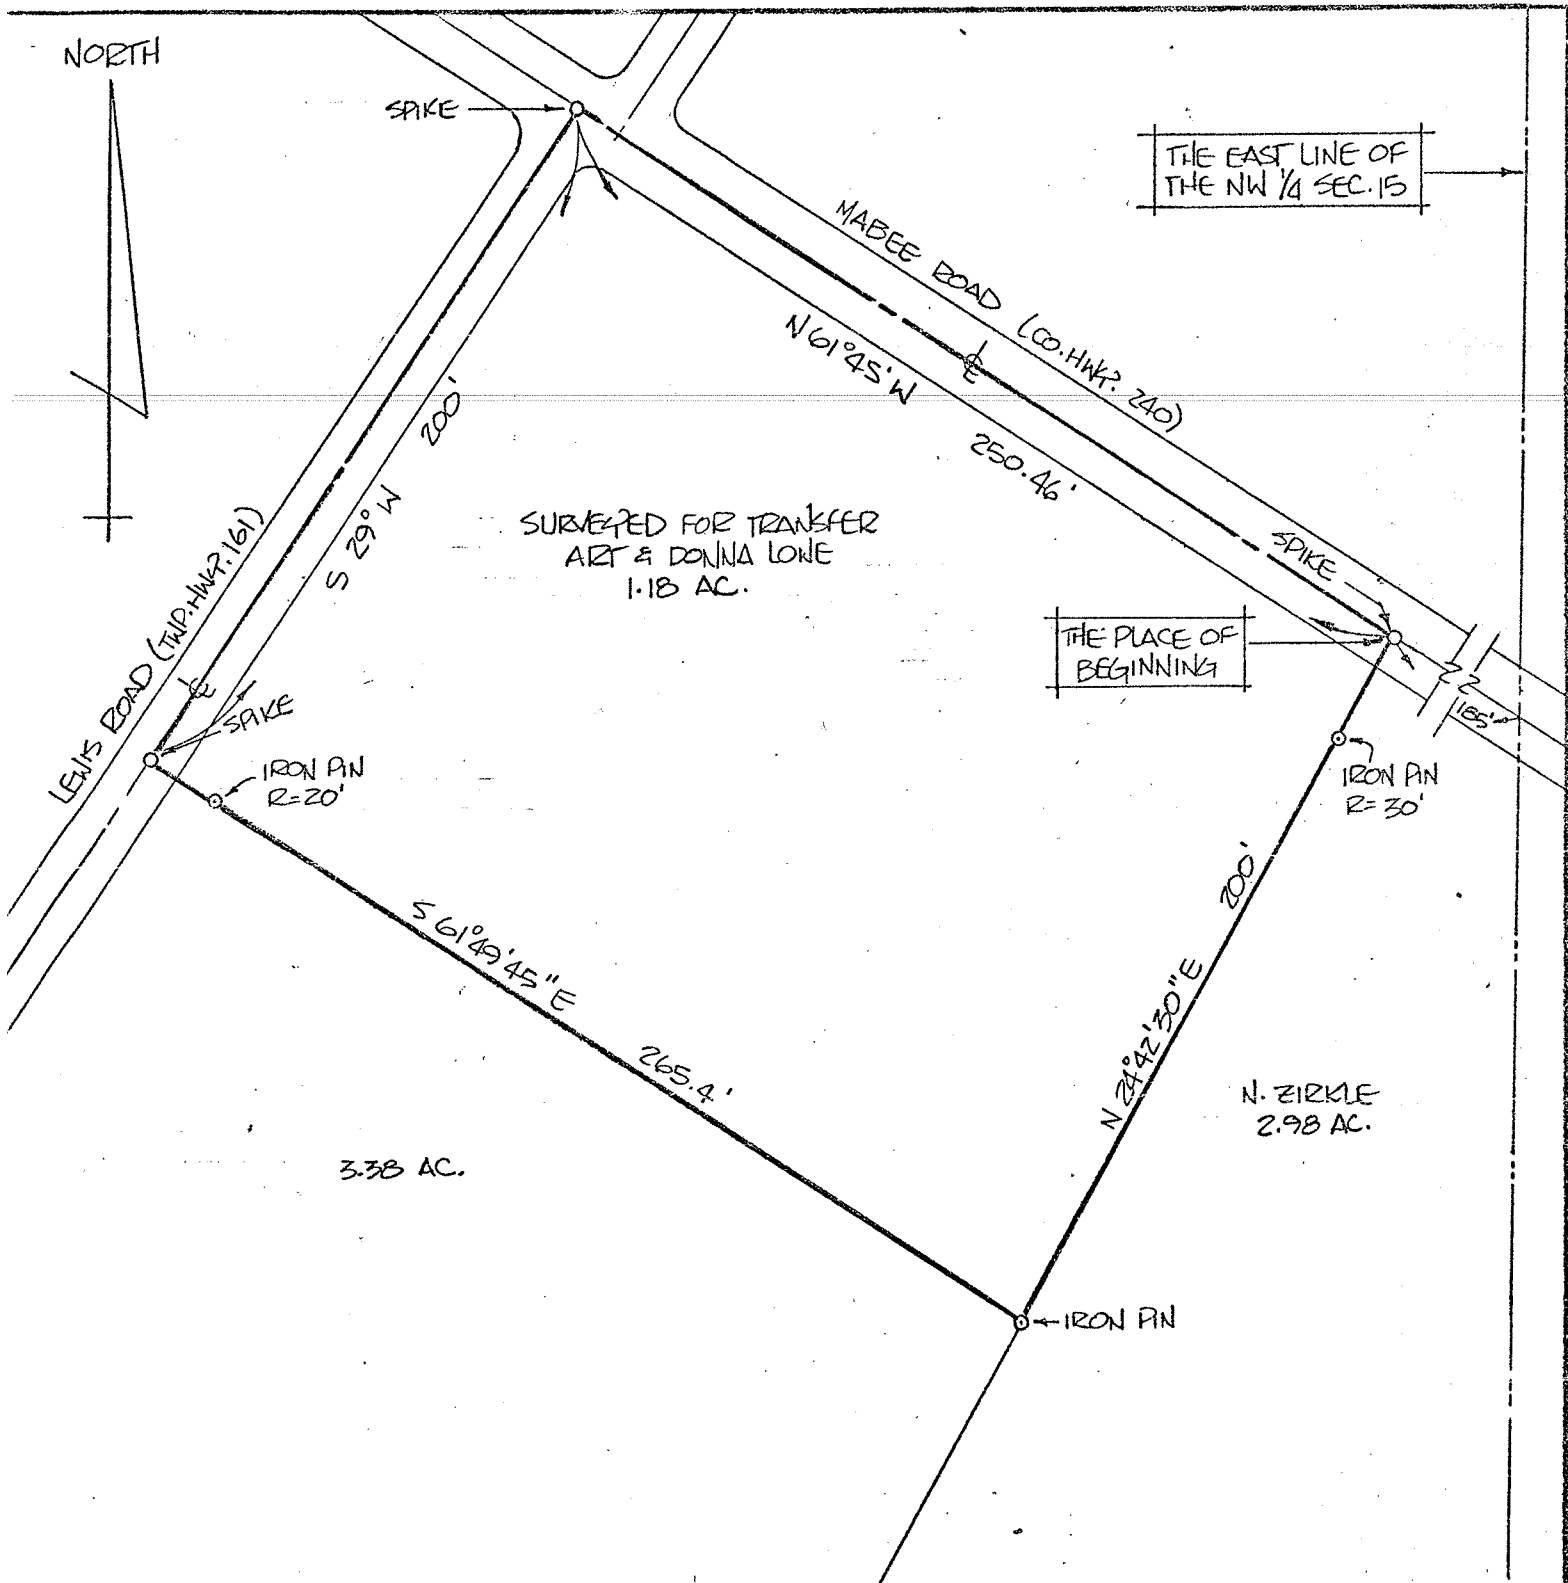 NORTH
SPIKE
THE EAST LINE OF
THE NW 1/4 SEC. 15
MABEE ROAD (CO. HWY. 240)
N 61°45' W
250.46'
S 29° W 200'
LEWIS ROAD (TWP. HWY. 161)
SURVEYED FOR TRANSFER
ART & DONNA LONE
1.18 AC.
SPIKE
THE PLACE OF
BEGINNING
185'
SPIKE
IRON PIN
R=20'
IRON PIN
R=30'
S 61°49'45" E
265.4'
N 24°42'30" E 200'
N. ZIRKLE
2.98 AC.
3.38 AC.
IRON PIN